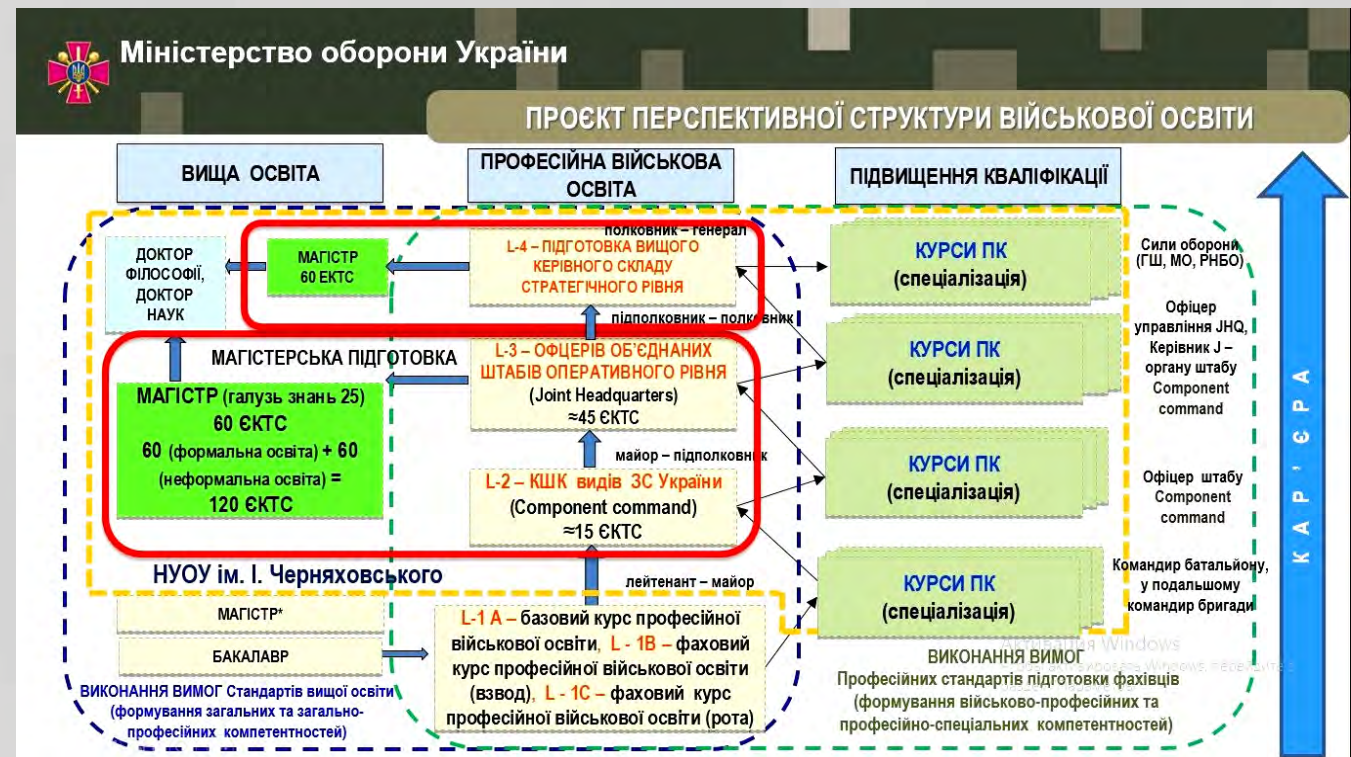 Міністерство оборони України
ПРОЄКТ ПЕРСПЕКТИВНОЇ СТРУКТУРИ ВІЙСЬКОВОЇ ОСВІТИ
ВИЩА ОСВІТА
ПРОФЕСІЙНА ВІЙСЬКОВА
ОСВІТА
ПІДВИЩЕННЯ КВАЛІФІКАЦІЇ
ДОКТОР
ФІЛОСОФІЇ,
ДОКТОР
НАУК
МАГІСТР
60 ЕКТС
полковник – генерал
L-4 – ПІДГОТОВКА ВИЩОГО
КЕРІВНОГО СКЛАДУ
СТРАТЕГІЧНОГО РІВНЯ
КУРСИ ПК
(спеціалізація)
Сили оборони
(ГШ, МО, РНБО)
підполковник – полковник
МАГІСТЕРСЬКА ПІДГОТОВКА
L-3 – ОФЦЕРІВ ОБ'ЄДНАНИХ
ШТАБІВ ОПЕРАТИВНОГО РІВНЯ
(Joint Headquarters)
≈45 ЄКТС
КУРСИ ПК
(спеціалізація)
Офіцер
управління JHQ,
Керівник J –
органу штабу
Component
command
МАГІСТР (галузь знань 25)
60 ЄКТС
60 (формальна освіта) + 60
(неформальна освіта) =
120 ЄКТС
майор – підполковник
L-2 – КШК видів ЗС України
(Component command)
≈15 ЄКТС
КУРСИ ПК
(спеціалізація)
Офіцер штабу
Component
command
НУОУ ім. І. Черняховського
лейтенант – майор
КУРСИ ПК
(спеціалізація)
Командир батальйону,
у подальшому
командир бригади
МАГІСТР*
БАКАЛАВР
L-1 А – базовий курс професійної
військової освіти, L - 1В – фаховий
курс професійної військової освіти
(взвод), L - 1С – фаховий курс
професійної військової освіти (рота)
ВИКОНАННЯ ВИМОГ Стандартів вищої освіти
(формування загальних та загально-
професійних компетентностей)
ВИКОНАННЯ ВИМОГ
Професійних стандартів підготовки фахівців
(формування військово-професійних та
професійно-спеціальних компетентностей)
КАР'ЄРА
Windows